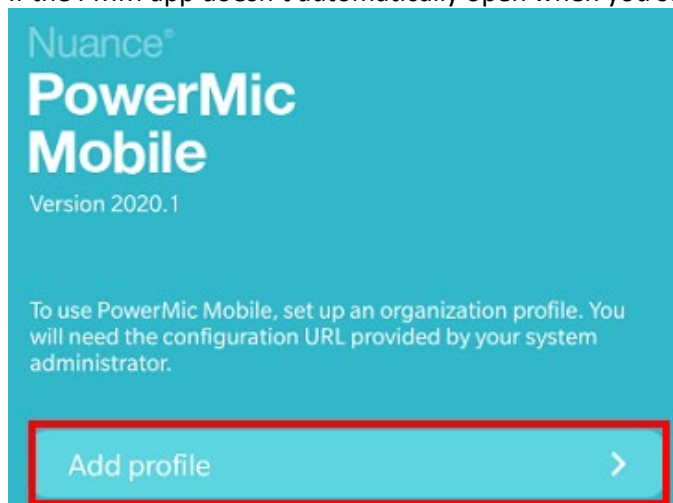 Nuance®
PowerMic
Mobile
Version 2020.1
To use PowerMic Mobile, set up an organization profile. You
will need the configuration URL provided by your system
administrator.
Add profile